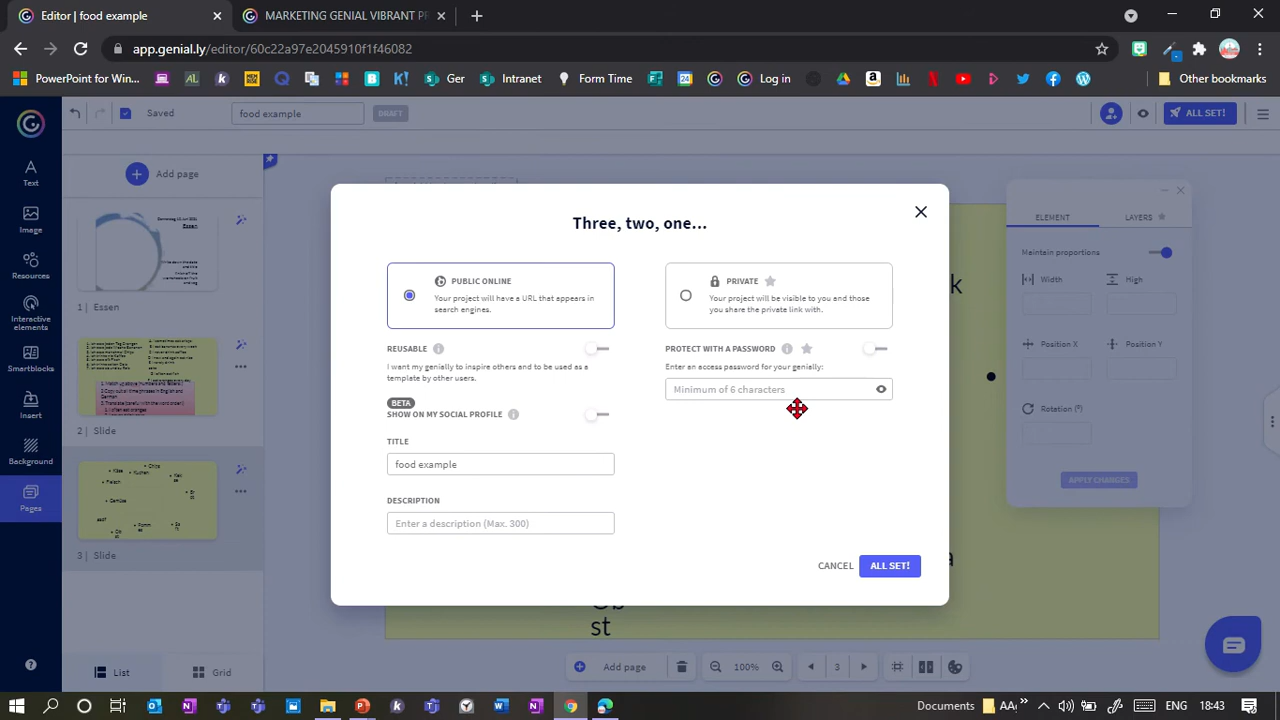 Editor | food example
MARKETING GENIAL VIBRANT PR
app.genial.ly/editor/60c22a97e2045910f1f46082
PowerPoint for Win...
Ser
Intranet
Form Time
Log in
Other bookmarks
Saved
food example
DRAFT
ALL SET!
Text
Image
Resources
Interactive
elements
Smartblocks
Insert
Background
Pages
Add page
Essen
1 | Essen
2 | Slide
3 | Slide
List
Grid
Three, two, one...
PUBLIC ONLINE
Your project will have a URL that appears in
search engines.
PRIVATE
Your project will be visible to you and those
you share the private link with.
REUSABLE
I want my genially to inspire others and to be used as a
template by other users.
BETA
SHOW ON MY SOCIAL PROFILE
TITLE
food example
DESCRIPTION
Enter a description (Max. 300)
PROTECT WITH A PASSWORD
Enter an access password for your genially:
Minimum of 6 characters
CANCEL
ALL SET!
ELEMENT
LAYERS
Maintain proportions
Width
High
Position X
Position Y
Rotation (º)
APPLY CHANGES
k
a
st
Add page
100%
3
Documents
ENG
18:43